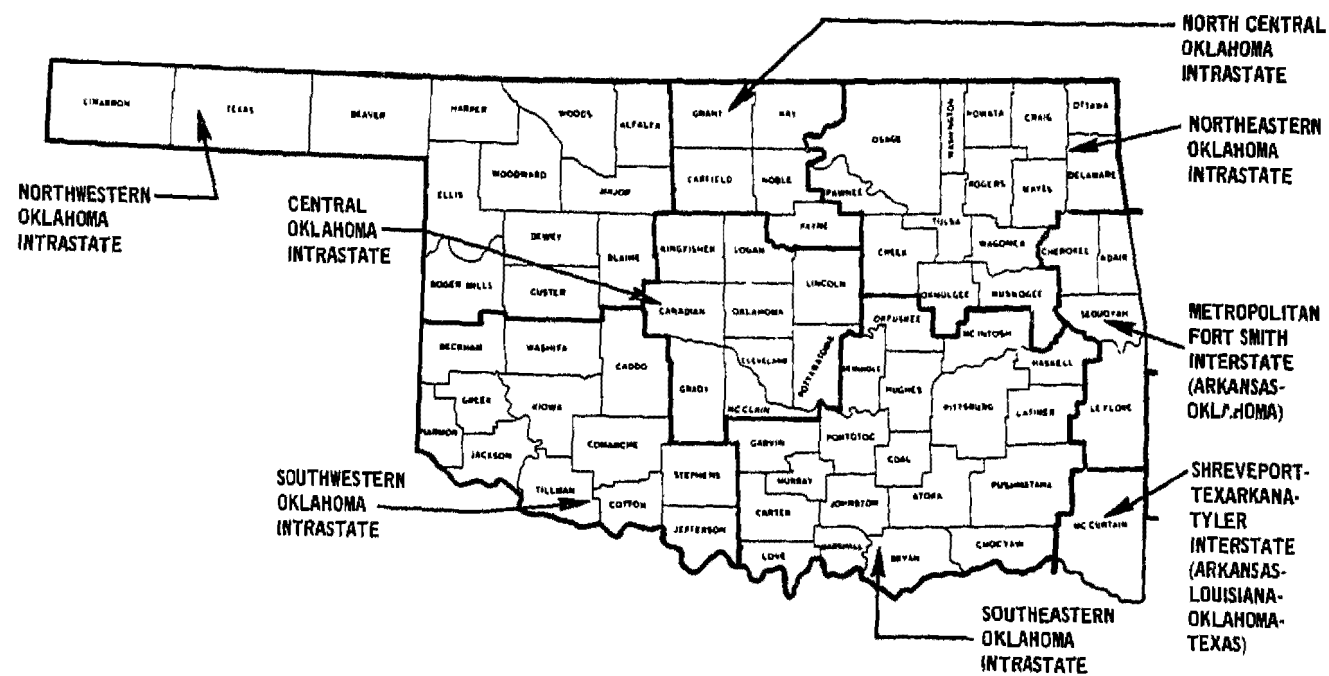 NORTH CENTRAL
OKLAHOMA
INTRASTATE
CIMARRON
TEXAS
BEAVER
HARPER
WOODS
ALFALFA
GRANT
KAY
OSAGE
WASHINGTON
NOWATA
CRAIG
OTTAWA
NORTHEASTERN
OKLAHOMA
INTRASTATE
NORTHWESTERN
OKLAHOMA
INTRASTATE
ELLIS
WOODWARD
MAJOR
GARFIELD
NOBLE
PAWNEE
ROGERS
MAYES
DELAWARE
CENTRAL
OKLAHOMA
INTRASTATE
DEWEY
BLAINE
KINGFISHER
LOGAN
PAYNE
CREEK
TULSA
WAGONER
CHEROKEE
ADAIR
ROGER MILLS
CUSTER
CANADIAN
OKLAHOMA
LINCOLN
OKMULGEE
MUSKOGEE
SEQUOYAH
METROPOLITAN
FORT SMITH
INTERSTATE
(ARKANSAS-
OKLAHOMA)
BECKHAM
WASHITA
CADDO
GRADY
CLEVELAND
MC CLAIN
POTTAWATOMIE
SEMINOLE
OKFUSKEE
HUGHES
MC INTOSH
HASKELL
PITTSBURG
LATIMER
LE FLORE
GREER
KIOWA
HARMON
JACKSON
COMANCHE
TILLMAN
COTTON
STEPHENS
JEFFERSON
GARVIN
MURRAY
CARTER
LOVE
PONTOTOC
JOHNSTON
MARSHALL
COAL
ATOKA
BRYAN
PUSHMATAHA
CHOCTAW
MC CURTAIN
SOUTHWESTERN
OKLAHOMA
INTRASTATE
SHREVEPORT-
TEXARKANA-
TYLER
INTERSTATE
(ARKANSAS-
LOUISIANA-
OKLAHOMA-
TEXAS)
SOUTHEASTERN
OKLAHOMA
INTRASTATE